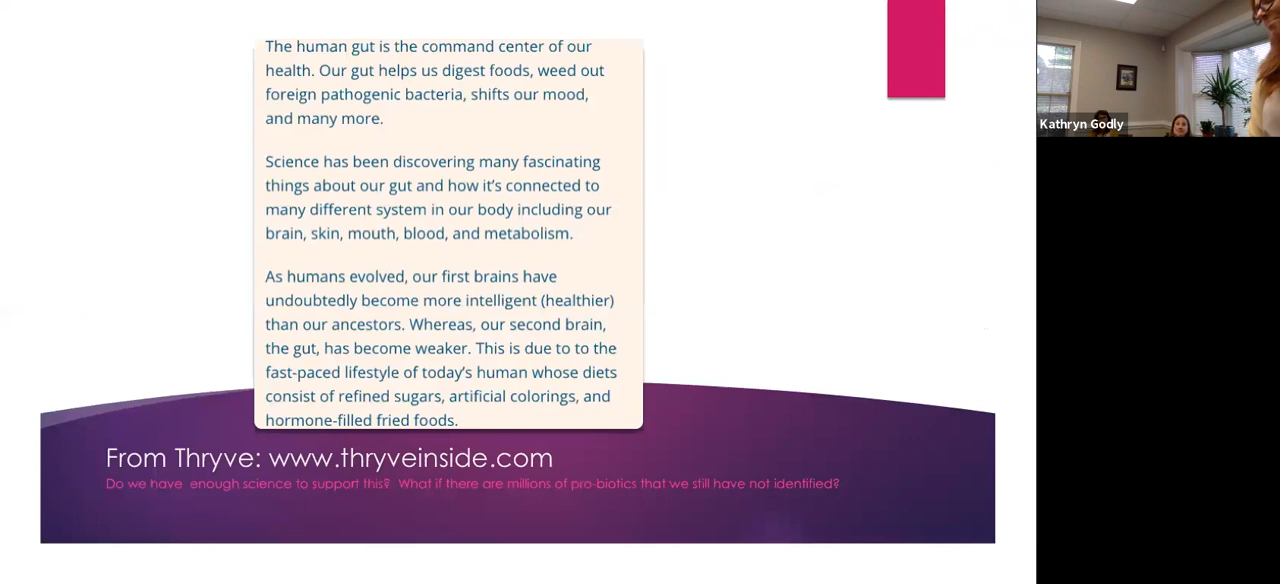 The human gut is the command center of our
health. Our gut helps us digest foods, weed out
foreign pathogenic bacteria, shifts our mood,
and many more.
Science has been discovering many fascinating
things about our gut and how it's connected to
many different system in our body including our
brain, skin, mouth, blood, and metabolism.
As humans evolved, our first brains have
undoubtedly become more intelligent (healthier)
than our ancestors. Whereas, our second brain,
the gut, has become weaker. This is due to to the
fast-paced lifestyle of today's human whose diets
consist of refined sugars, artificial colorings, and
hormone-filled fried foods.
From Thryve: www.thryveinside.com
Do we have enough science to support this? What if there are millions of pro-biotics that we still have not identified?
Kathryn Godly